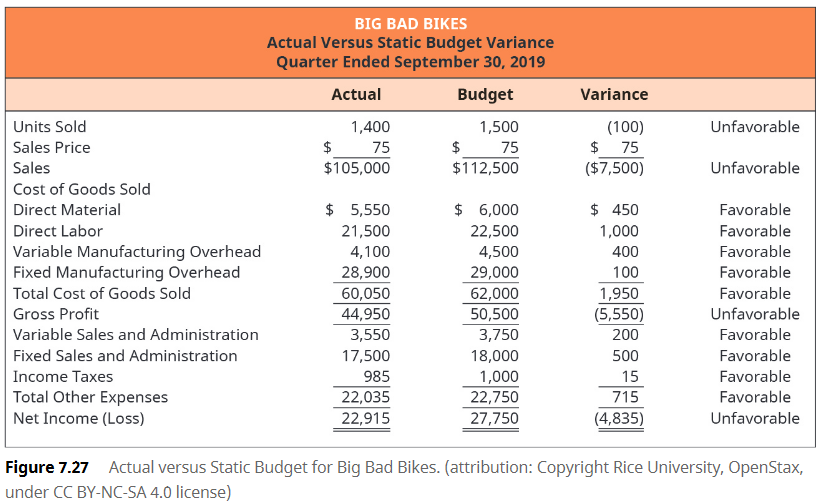 BIG BAD BIKES
Actual Versus Static Budget Variance
Quarter Ended September 30, 2019
Actual Budget Variance
Units Sold 1,400 1,500 (100) Unfavorable
Sales Price $ 75 $ 75 $ 75
Sales $105,000 $112,500 ($7,500) Unfavorable
Cost of Goods Sold
Direct Material $ 5,550 $ 6,000 $ 450 Favorable
Direct Labor 21,500 22,500 1,000 Favorable
Variable Manufacturing Overhead 4,100 4,500 400 Favorable
Fixed Manufacturing Overhead 28,900 29,000 100 Favorable
Total Cost of Goods Sold 60,050 62,000 1,950 Favorable
Gross Profit 44,950 50,500 (5,550) Unfavorable
Variable Sales and Administration 3,550 3,750 200 Favorable
Fixed Sales and Administration 17,500 18,000 500 Favorable
Income Taxes 985 1,000 15 Favorable
Total Other Expenses 22,035 22,750 715 Favorable
Net Income (Loss) 22,915 27,750 (4,835) Unfavorable
Figure 7.27 Actual versus Static Budget for Big Bad Bikes. (attribution: Copyright Rice University, OpenStax,
under CC BY-NC-SA 4.0 license)